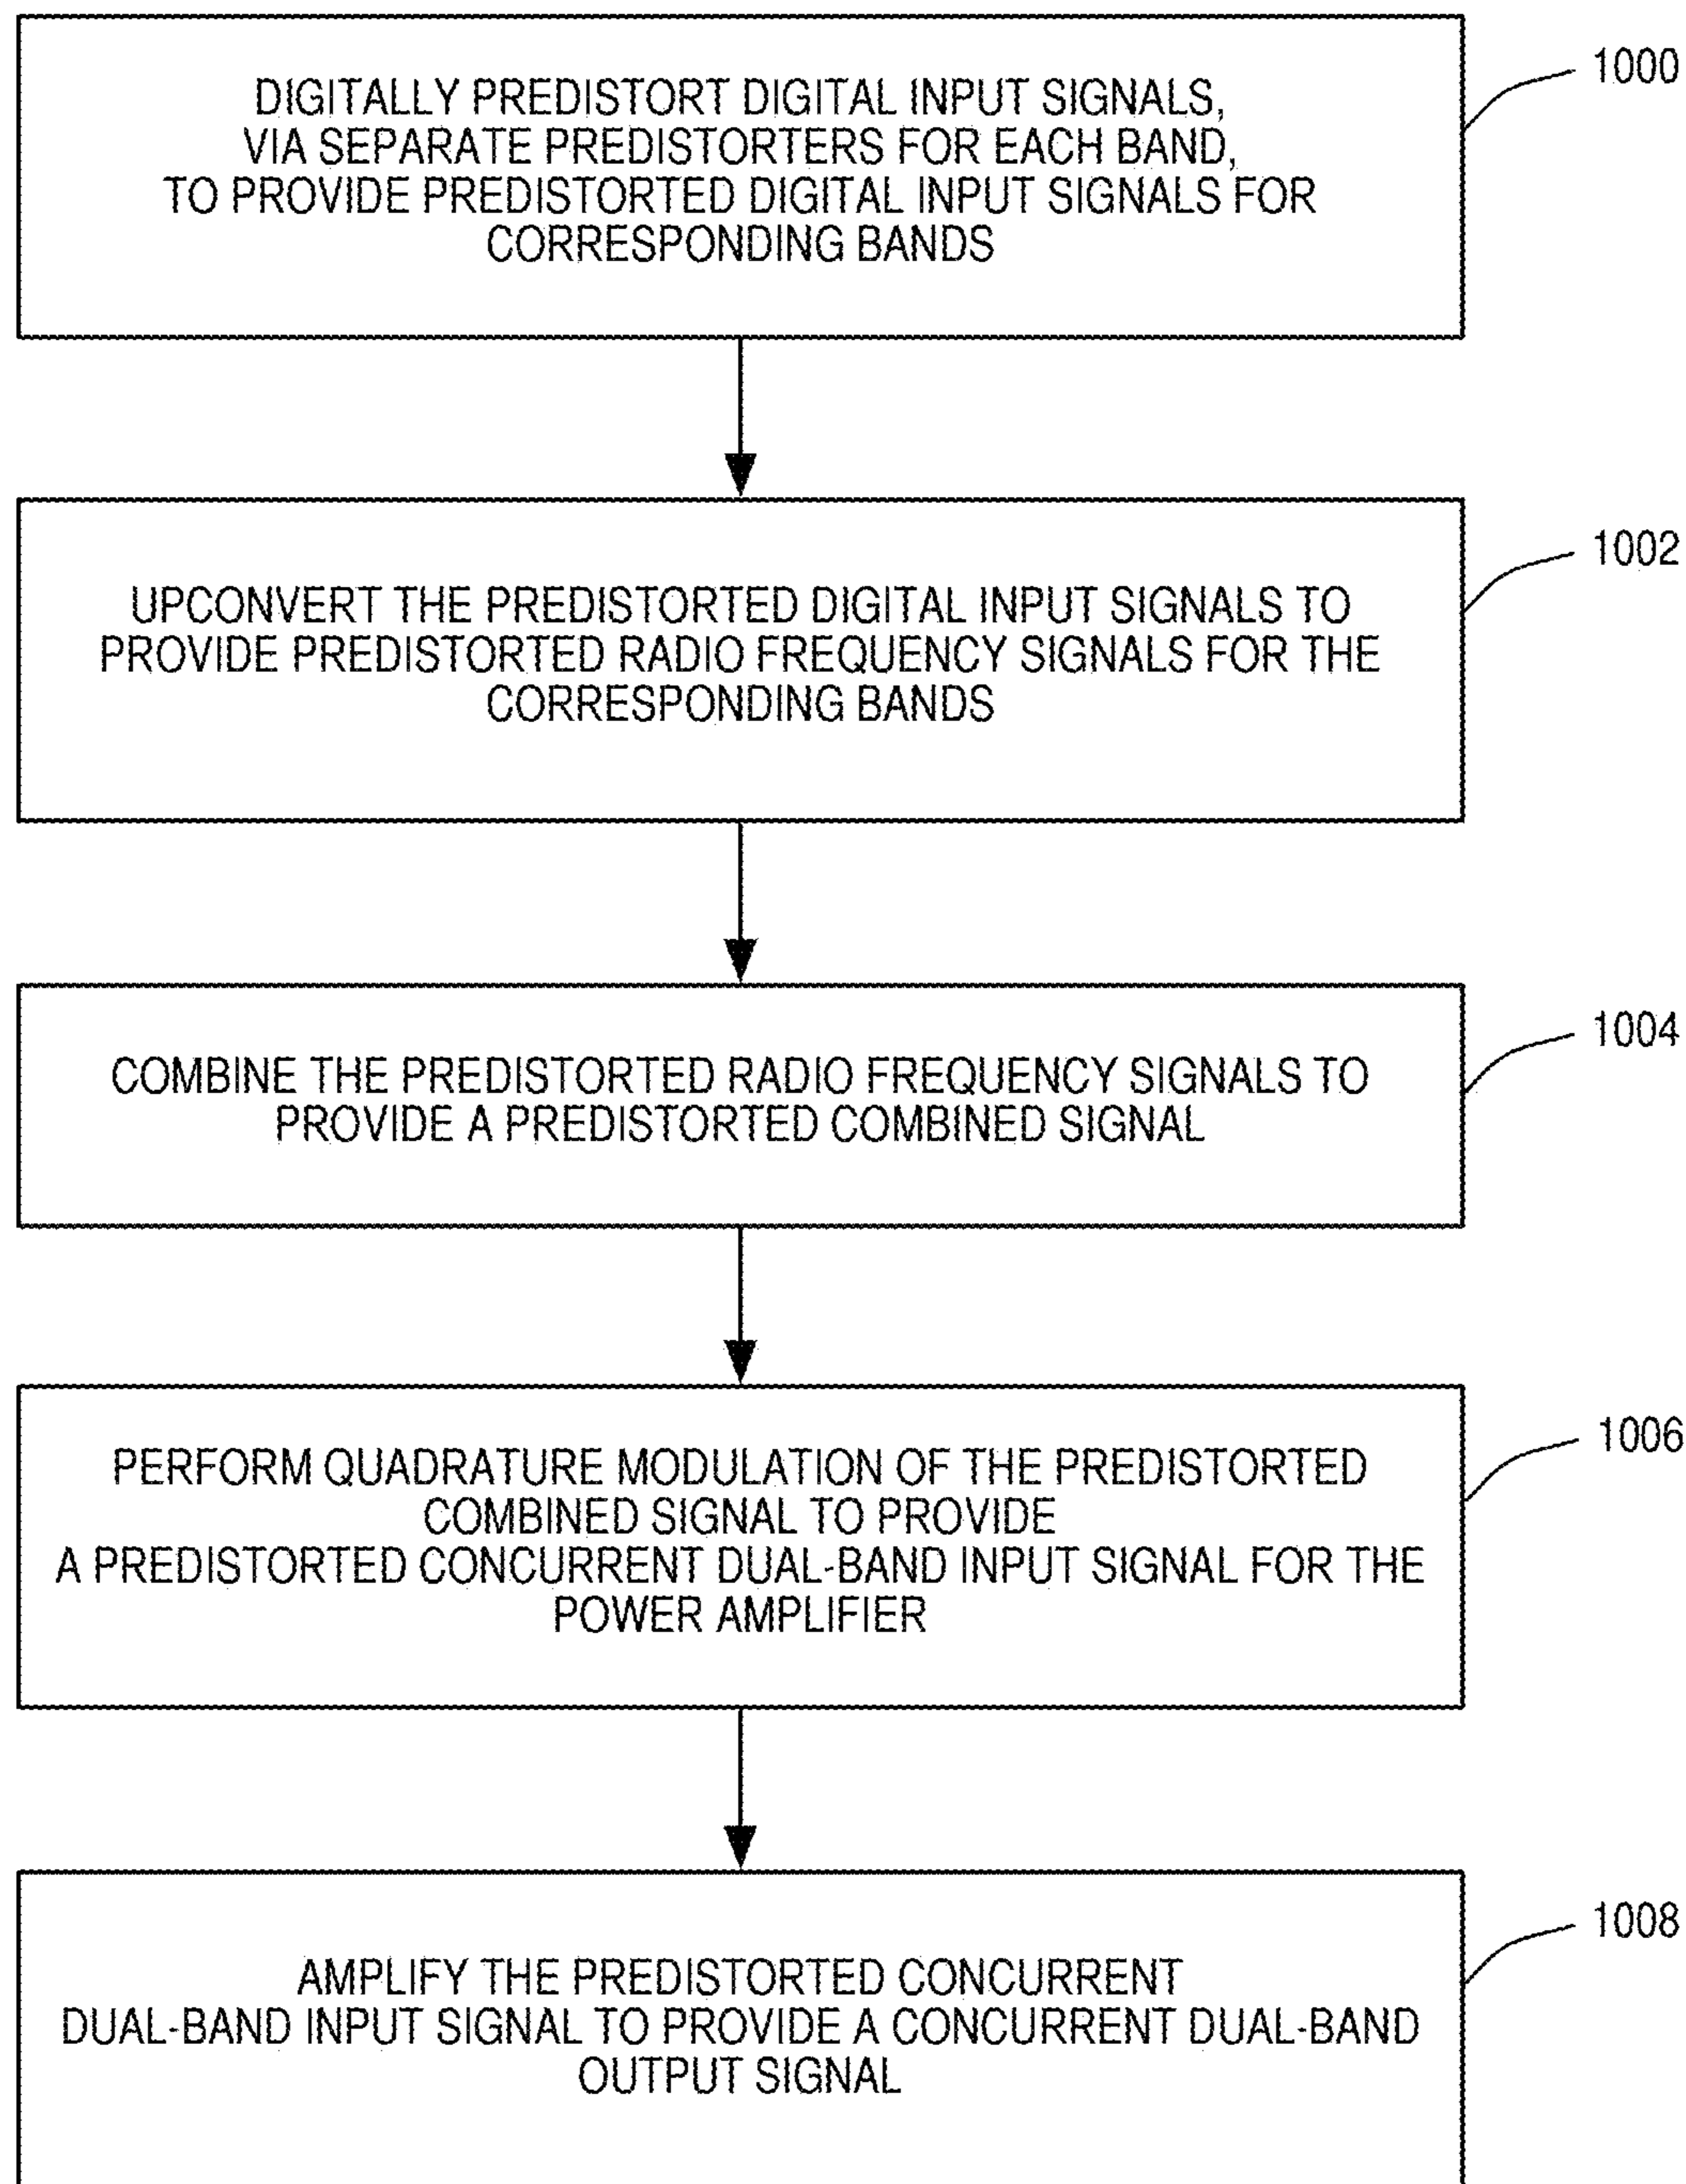 DIGITALLY PREDISTORT DIGITAL INPUT SIGNALS,
VIA SEPARATE PREDISTORTERS FOR EACH BAND,
TO PROVIDE PREDISTORTED DIGITAL INPUT SIGNALS FOR
CORRESPONDING BANDS
1000
UPCONVERT THE PREDISTORTED DIGITAL INPUT SIGNALS TO
PROVIDE PREDISTORTED RADIO FREQUENCY SIGNALS FOR THE
CORRESPONDING BANDS
1002
COMBINE THE PREDISTORTED RADIO FREQUENCY SIGNALS TO
PROVIDE A PREDISTORTED COMBINED SIGNAL
1004
PERFORM QUADRATURE MODULATION OF THE PREDISTORTED
COMBINED SIGNAL TO PROVIDE
A PREDISTORTED CONCURRENT DUAL-BAND INPUT SIGNAL FOR THE
POWER AMPLIFIER
1006
AMPLIFY THE PREDISTORTED CONCURRENT
DUAL-BAND INPUT SIGNAL TO PROVIDE A CONCURRENT DUAL-BAND
OUTPUT SIGNAL
1008